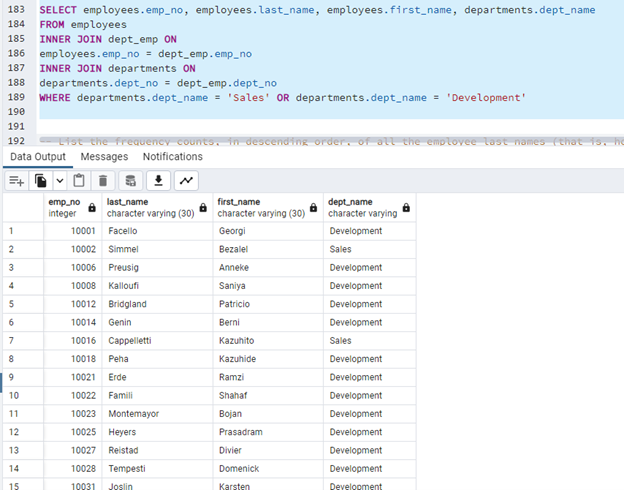 183 SELECT employees.emp_no, employees.last_name, employees.first_name, departments.dept_name
184 FROM employees
185 INNER JOIN dept_emp ON
186 employees.emp_no = dept_emp.emp_no
187 INNER JOIN departments ON
188 departments.dept_no = dept_emp.dept_no
189 WHERE departments.dept_name = 'Sales' OR departments.dept_name = 'Development'
190
191
192 -- List the frequency counts, in descending order, of all the employee last names (that is, ho
Data Output Messages Notifications
emp_no last_name first_name dept_name
integer character varying (30) character varying (30) character varying
1 10001 Facello Georgi Development
2 10002 Simmel Bezalel Sales
3 10006 Preusig Anneke Development
4 10008 Kalloufi Saniya Development
5 10012 Bridgland Patricio Development
6 10014 Genin Berni Development
7 10016 Cappelletti Kazuhito Sales
8 10018 Peha Kazuhide Development
9 10021 Erde Ramzi Development
10 10022 Famili Shahaf Development
11 10023 Montemayor Bojan Development
12 10025 Heyers Prasadram Development
13 10027 Reistad Divier Development
14 10028 Tempesti Domenick Development
15 10031 Joslin Karsten Development